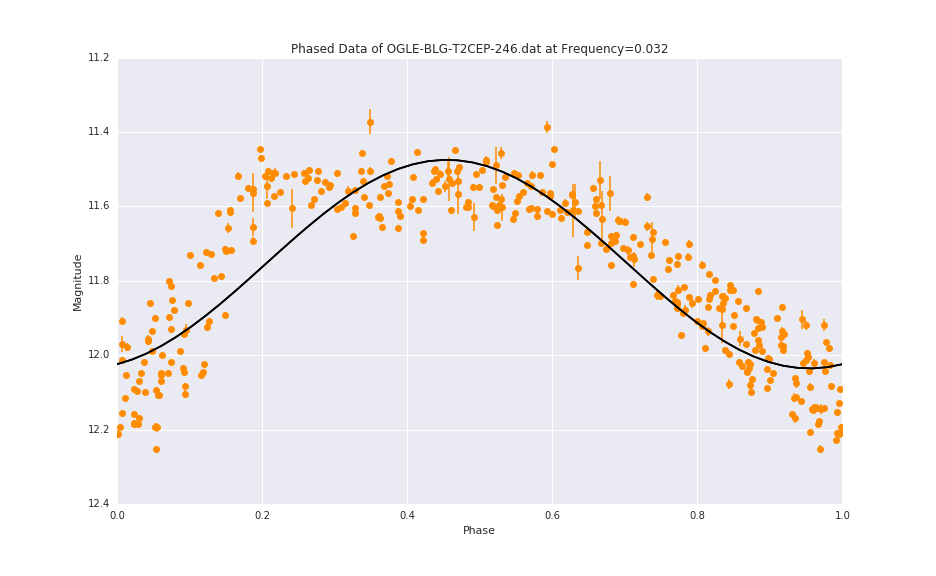 Phased Data of OGLE-BLG-T2CEP-246.dat at Frequency=0.032
11.2
11.4
11.6
11.8
12.0
12.2
12.4
Magnitude
0.0 0.2 0.4 0.6 0.8 1.0
Phase